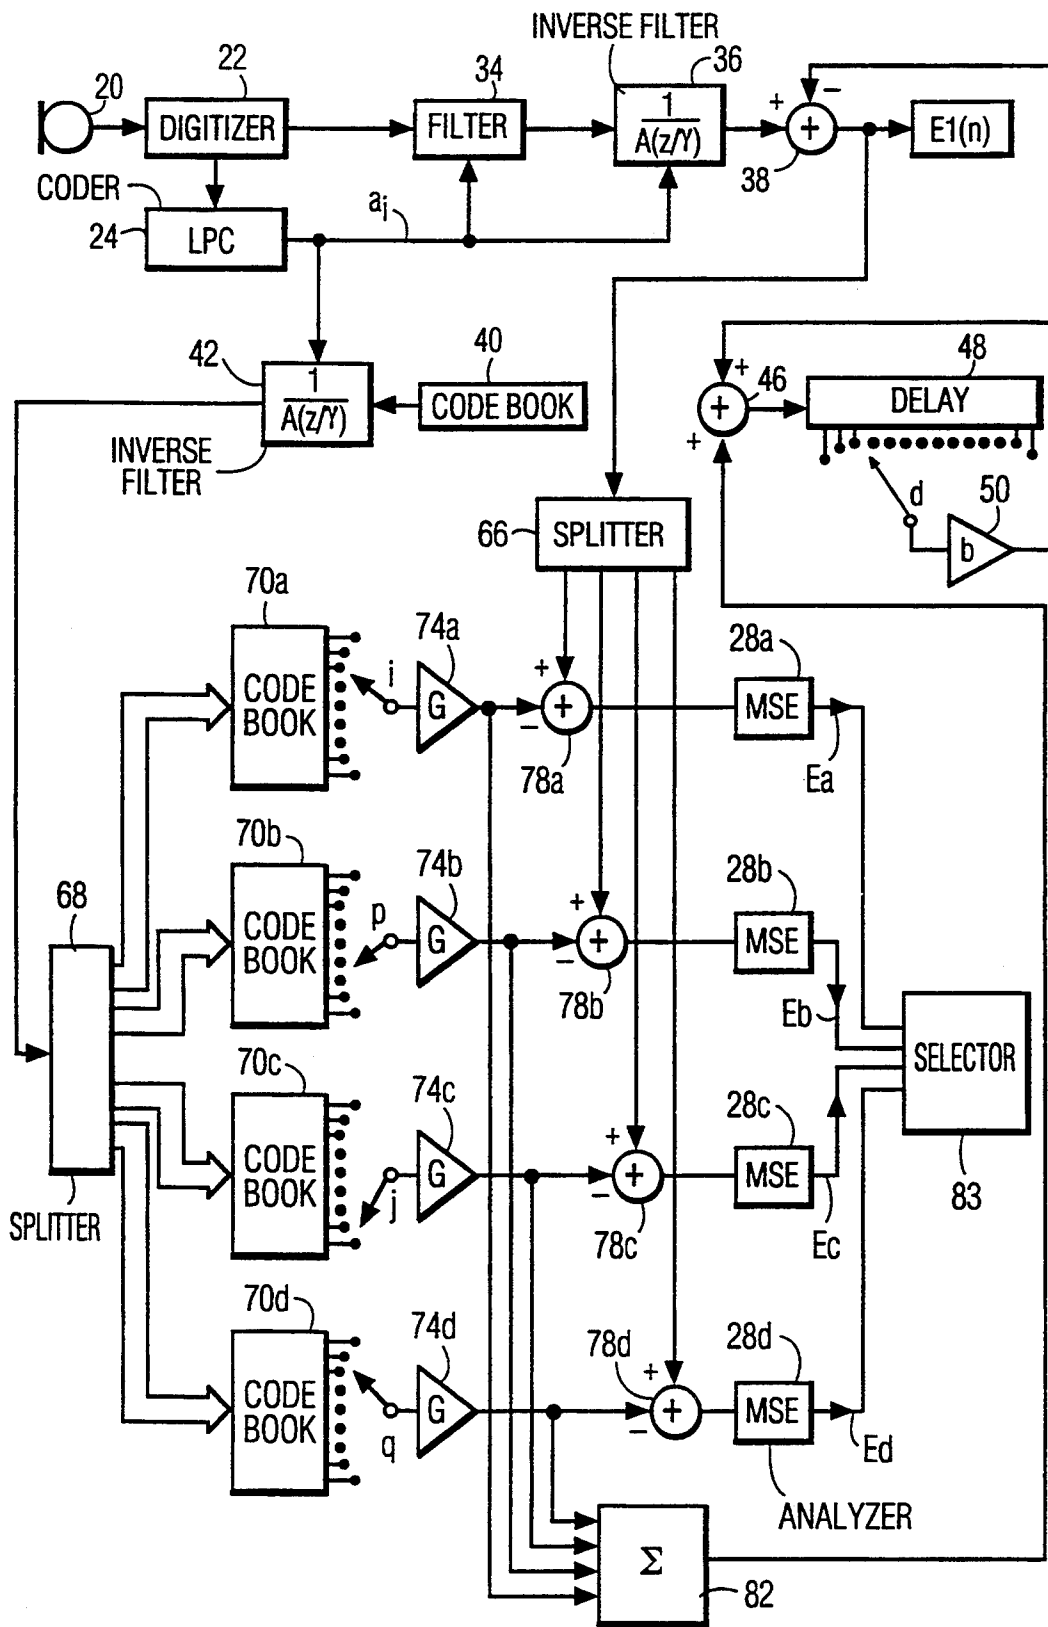 INVERSE FILTER
20
22
34
36
DIGITIZER
FILTER
1
A(z/γ)
+
−
+
E1(n)
38
CODER
24
LPC
ai
42
1
A(z/γ)
40
CODE BOOK
INVERSE
FILTER
+
46
+
+
48
DELAY
d
50
b
66
SPLITTER
70a
CODE
BOOK
i
74a
G
+
−
+
78a
28a
MSE
Ea
70b
CODE
BOOK
p
74b
G
+
−
+
78b
28b
MSE
Eb
68
SPLITTER
SELECTOR
83
70c
CODE
BOOK
j
74c
G
+
−
+
78c
28c
MSE
Ec
70d
CODE
BOOK
q
74d
G
78d
+
−
+
28d
MSE
Ed
ANALYZER
Σ
82